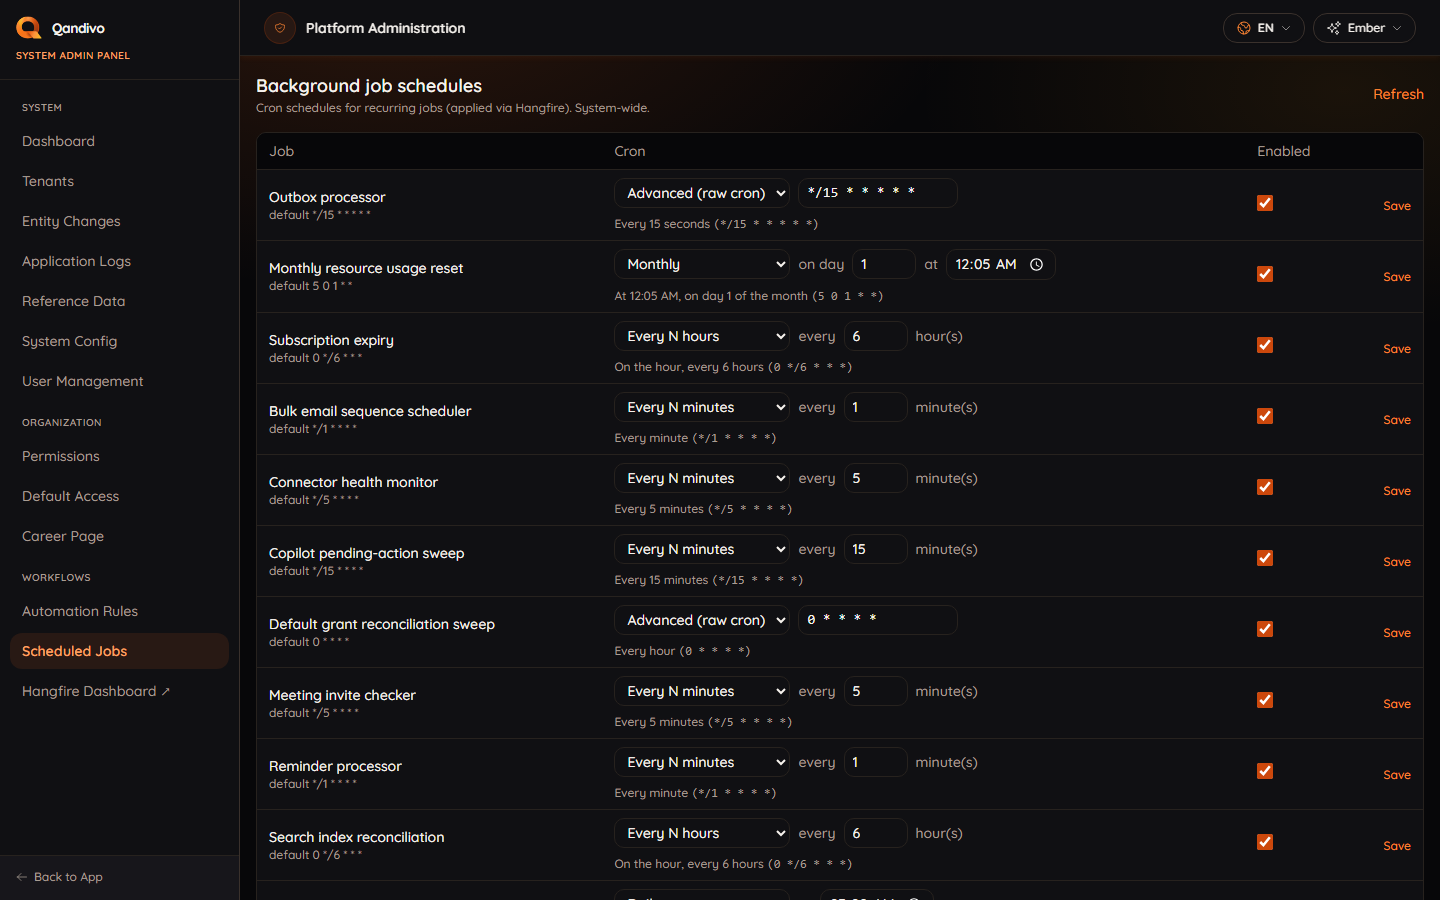 Qandivo
SYSTEM ADMIN PANEL
SYSTEM
Dashboard
Tenants
Entity Changes
Application Logs
Reference Data
System Config
User Management
ORGANIZATION
Permissions
Default Access
Career Page
WORKFLOWS
Automation Rules
Scheduled Jobs
Hangfire Dashboard ↗
← Back to App
Platform Administration
EN
Ember
Background job schedules
Cron schedules for recurring jobs (applied via Hangfire). System-wide.
Refresh
Job Cron Enabled
Outbox processor
default */15 * * * * *
Advanced (raw cron) */15 * * * * *
Every 15 seconds (*/15 * * * * *)
Save
Monthly resource usage reset
default 5 0 1 * *
Monthly on day 1 at 12:05 AM
At 12:05 AM, on day 1 of the month (5 0 1 * *)
Save
Subscription expiry
default 0 */6 * * *
Every N hours every 6 hour(s)
On the hour, every 6 hours (0 */6 * * *)
Save
Bulk email sequence scheduler
default */1 * * * *
Every N minutes every 1 minute(s)
Every minute (*/1 * * * *)
Save
Connector health monitor
default */5 * * * *
Every N minutes every 5 minute(s)
Every 5 minutes (*/5 * * * *)
Save
Copilot pending-action sweep
default */15 * * * *
Every N minutes every 15 minute(s)
Every 15 minutes (*/15 * * * *)
Save
Default grant reconciliation sweep
default 0 * * * *
Advanced (raw cron) 0 * * * *
Every hour (0 * * * *)
Save
Meeting invite checker
default */5 * * * *
Every N minutes every 5 minute(s)
Every 5 minutes (*/5 * * * *)
Save
Reminder processor
default */1 * * * *
Every N minutes every 1 minute(s)
Every minute (*/1 * * * *)
Save
Search index reconciliation
default 0 */6 * * *
Every N hours every 6 hour(s)
On the hour, every 6 hours (0 */6 * * *)
Save